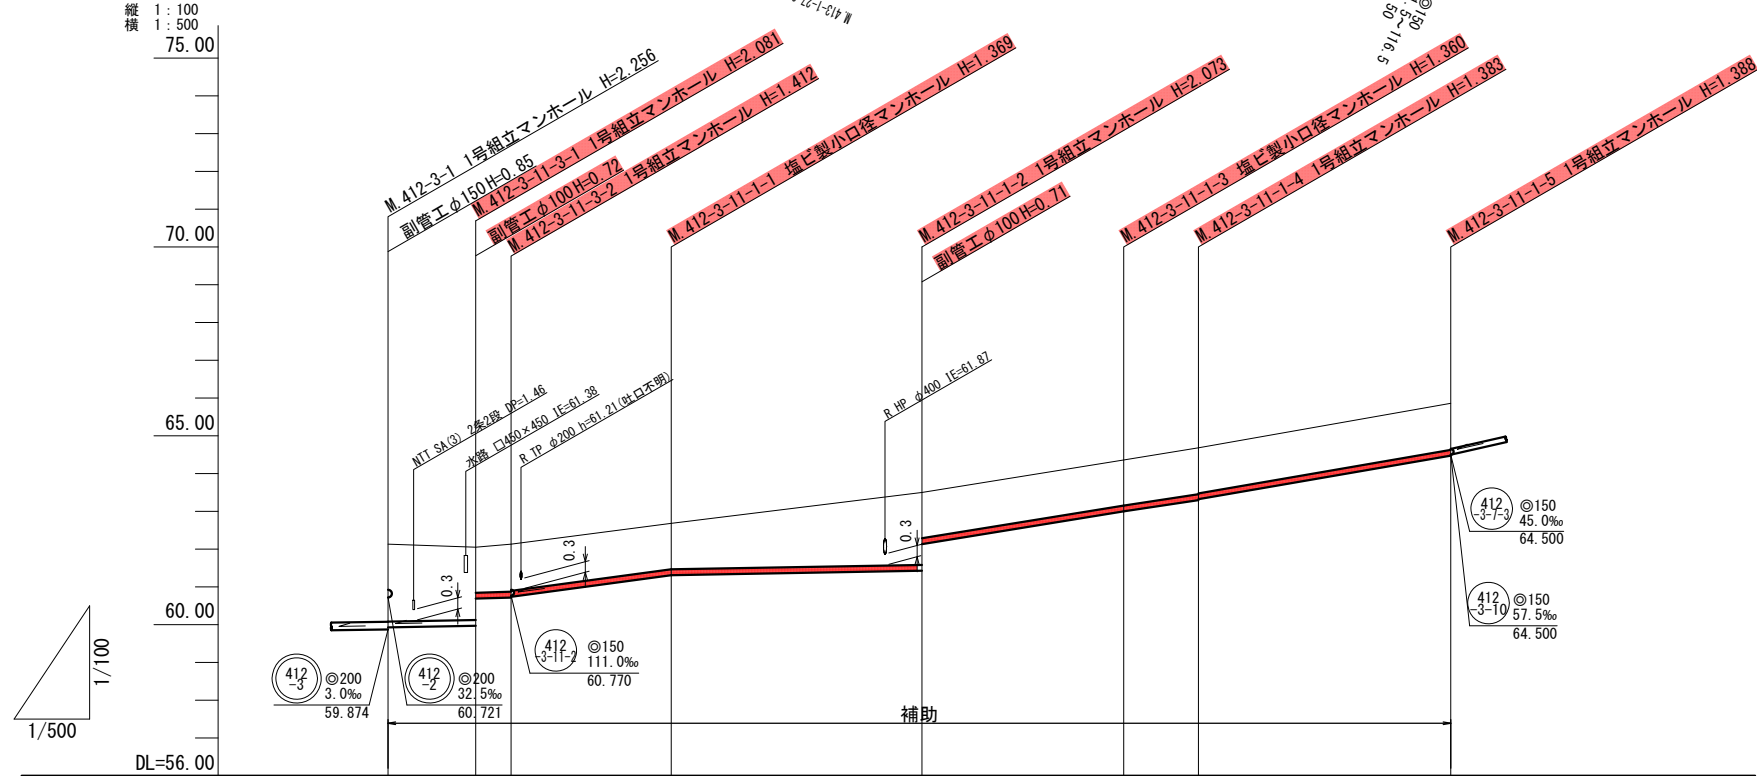 縦 1:100
横 1:500
75.00
70.00
65.00
60.00
DL=56.00
M.413-1-27
◎150
50
M.412-3-1 1号組立マンホール H=2.256
副管工φ150H=0.85
M.412-3-11-3-1 1号組立マンホール H=2.081
副管工φ100H=0.72
M.412-3-11-3-2 1号組立マンホール H=1.412
M.412-3-11-1-1 塩ビ製小口径マンホール H=1.369
M.412-3-11-1-2 1号組立マンホール H=2.073
副管工φ100H=0.71
M.412-3-11-1-3 塩ビ製小口径マンホール H=1.360
M.412-3-11-1-4 1号組立マンホール H=1.383
M.412-3-11-1-5 1号組立マンホール H=1.388
NTT SA(3) 2条2段 DP=1.46
水路 口450×450 IE=61.38
R TP φ200 h=61.21(吐口不明)
R HP φ400 IE=61.87
0.3
0.3
0.3
412
-3
◎200
3.0‰
59.874
412
-2
◎200
32.5‰
60.721
412
-3-11-2
◎150
111.0‰
60.770
412
-3-7-3
◎150
45.0‰
64.500
412
-3-10
◎150
57.5‰
64.500
補助
1/100
1/500